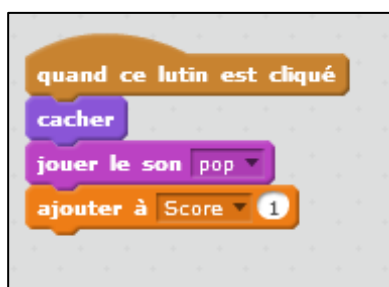 quand ce lutin est cliqué
cacher
jouer le son pop
ajouter à Score 1